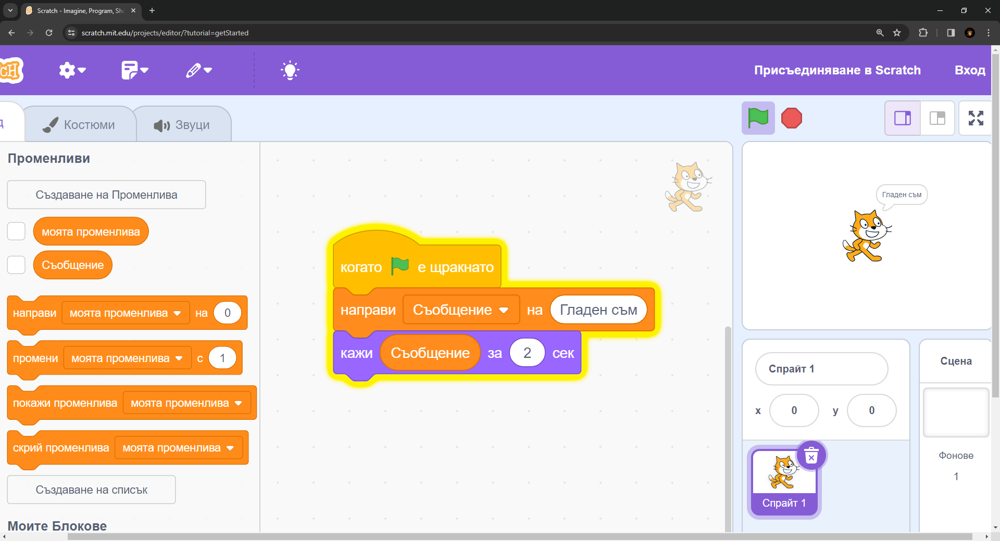 Scratch - Imagine, Program, Sh
scratch.mit.edu/projects/editor/?tutorial=getStarted
CH
Присъединяване в Scratch
Вход
Костюми
Звуци
Променливи
Създаване на Променлива
моята променлива
Съобщение
направи моята променлива на 0
промени моята променлива с 1
покажи променлива моята променлива
скрий променлива моята променлива
Създаване на списък
Моите Блокове
когато е щракнато
направи Съобщение на Гладен съм
кажи Съобщение за 2 сек
Гладен съм
Спрайт 1
x 0 y 0
Спрайт 1
Сцена
Фонове
1